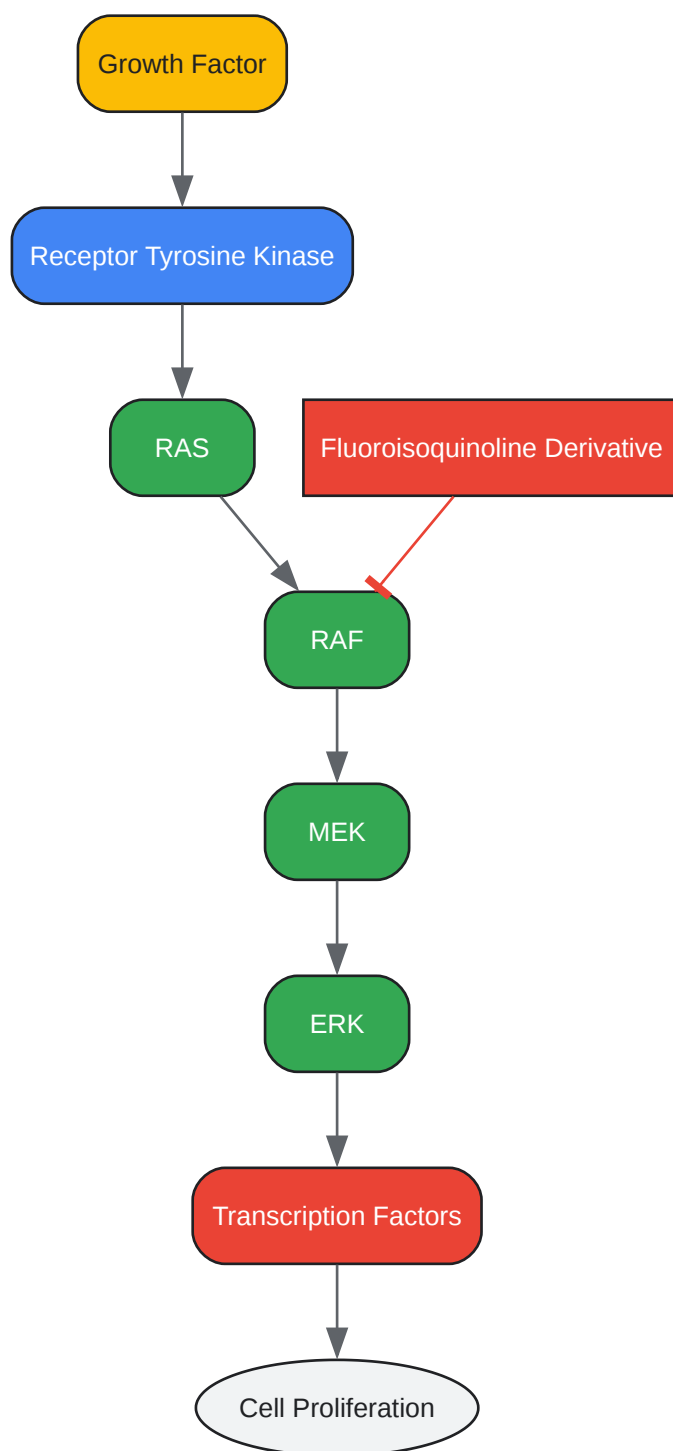 Growth Factor
Receptor Tyrosine Kinase
RAS
Fluoroisoquinoline Derivative
RAF
MEK
ERK
Transcription Factors
Cell Proliferation